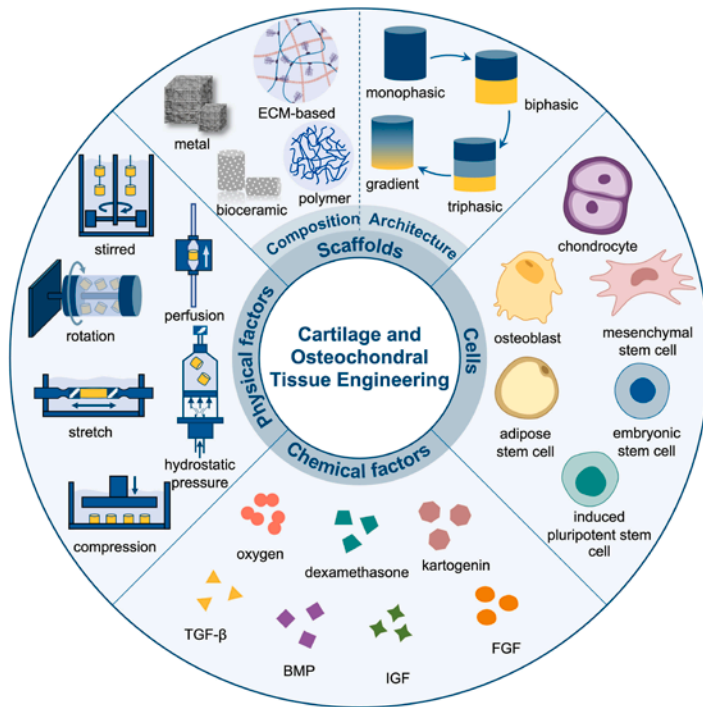 Cartilage and
Osteochondral
Tissue Engineering
Scaffolds
Composition
Architecture
metal
ECM-based
bioceramic
polymer
monophasic
biphasic
triphasic
gradient
Cells
chondrocyte
osteoblast
mesenchymal
stem cell
adipose
stem cell
embryonic
stem cell
induced
pluripotent stem
cell
Chemical factors
oxygen
dexamethasone
kartogenin
TGF-β
BMP
IGF
FGF
Physical factors
stirred
perfusion
rotation
stretch
hydrostatic
pressure
compression